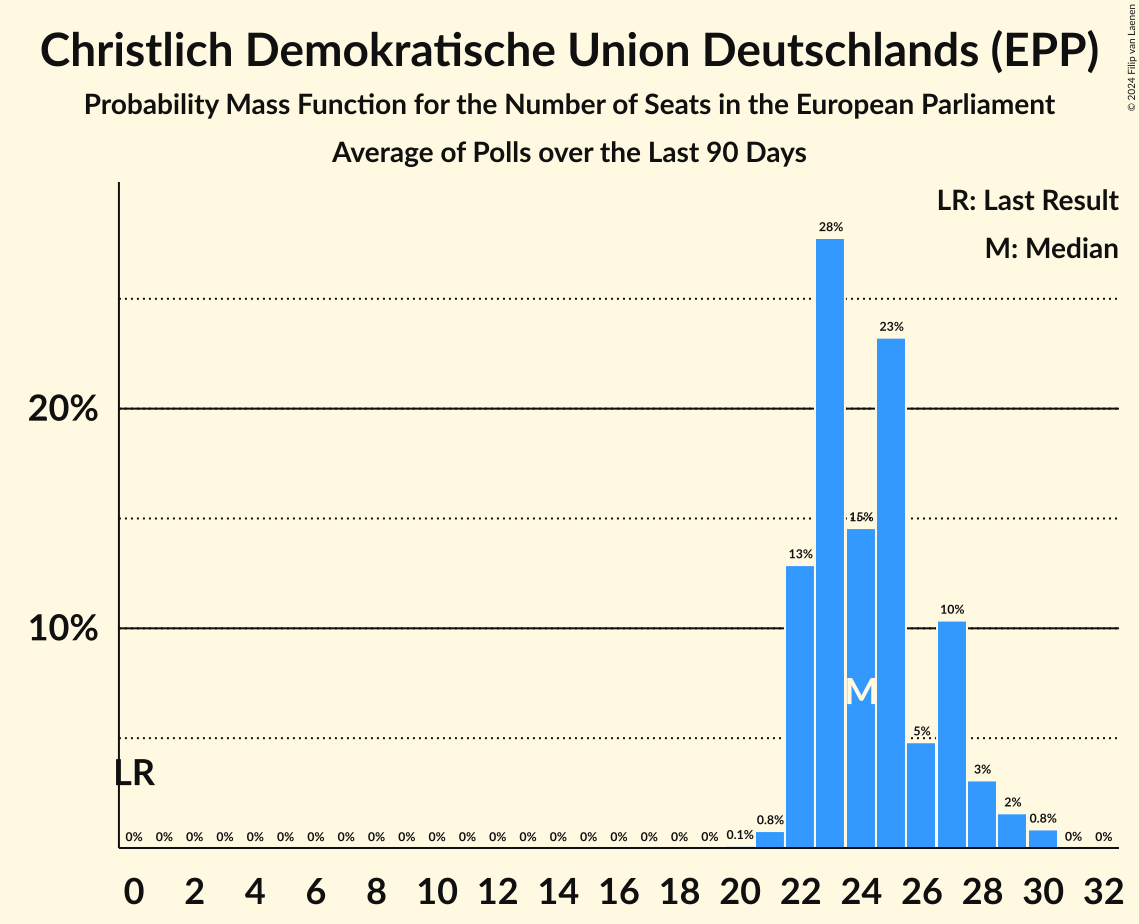 Christlich Demokratische Union Deutschlands (EPP)
Probability Mass Function for the Number of Seats in the European Parliament
Average of Polls over the Last 90 Days
© 2024 Filip van Laenen
LR: Last Result
M: Median
28%
23%
20%
15%
13%
10%
10%
M
5%
LR
3%
2%
0% 0% 0% 0% 0% 0% 0% 0% 0% 0% 0% 0% 0% 0% 0% 0% 0% 0% 0% 0% 0.1% 0.8% 0.8% 0% 0%
0 2 4 6 8 10 12 14 16 18 20 22 24 26 28 30 32